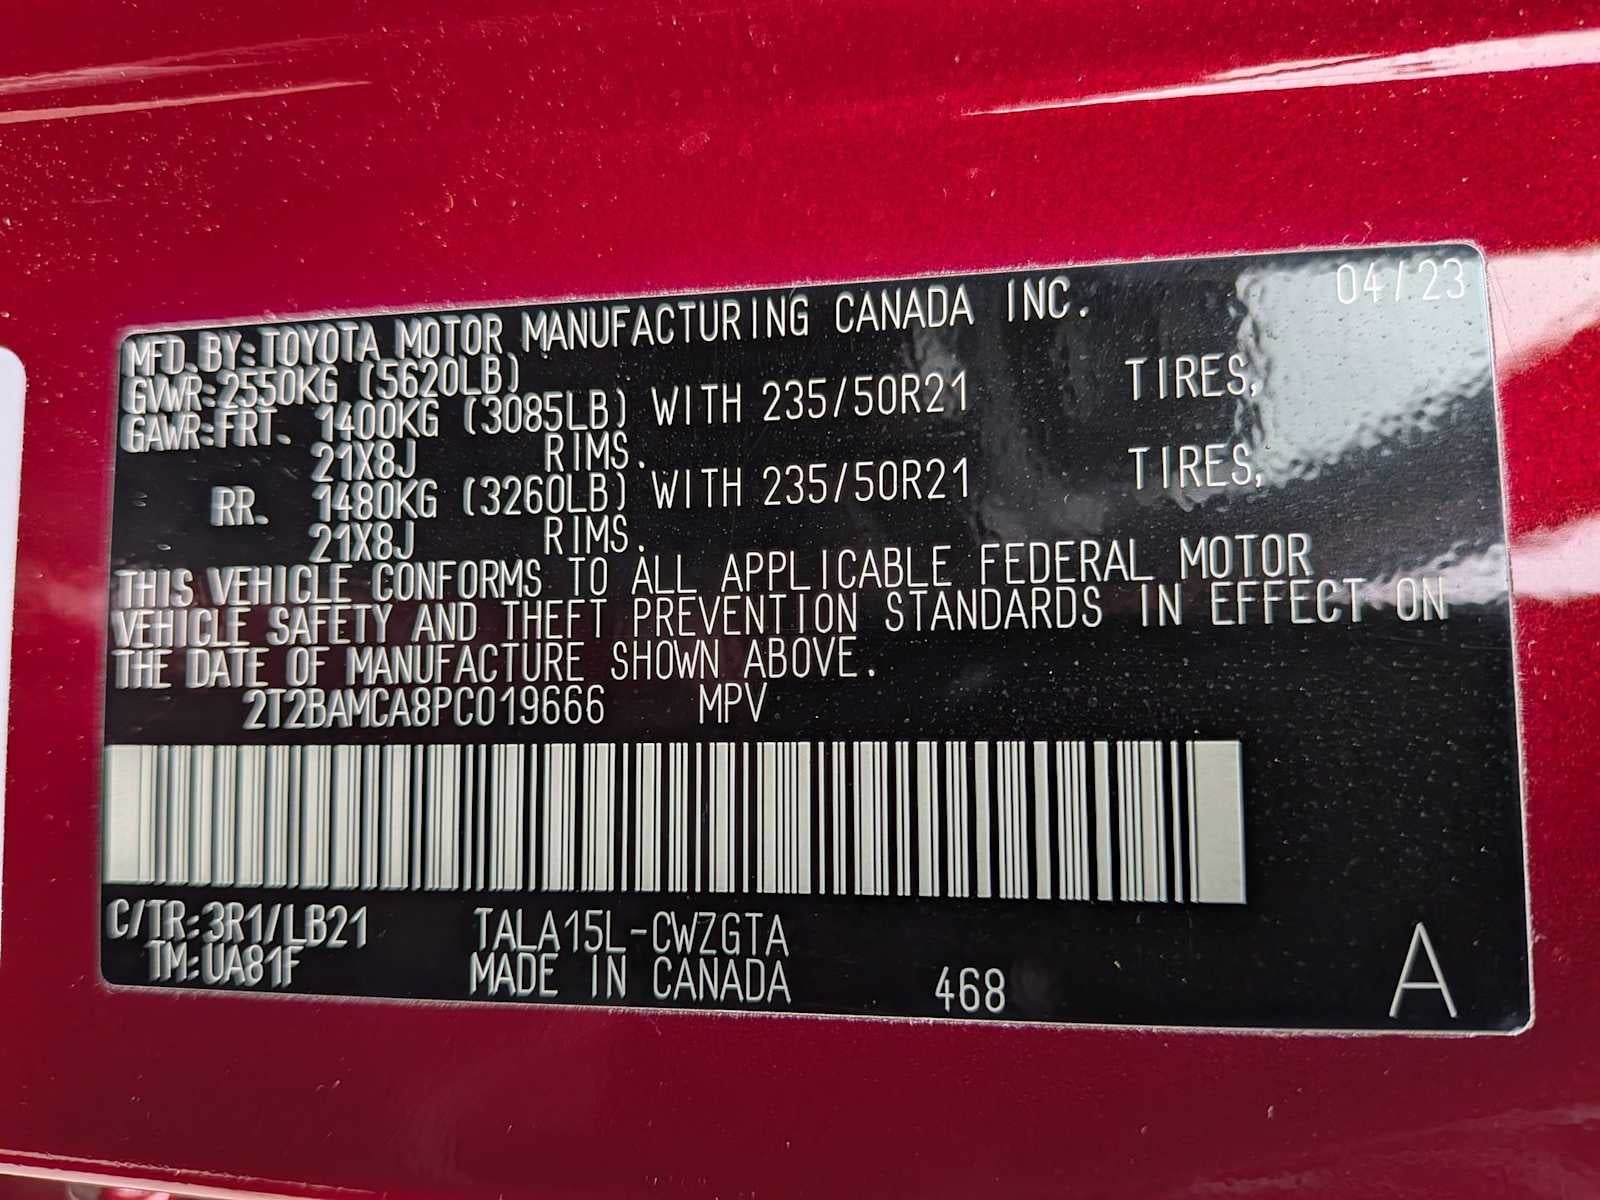 04/23
MFD. BY: TOYOTA MOTOR MANUFACTURING CANADA INC.
GVWR: 2550KG (5620LB)
GAWR: FRT. 1400KG (3085LB) WITH 235/50R21 TIRES,
21X8J RIMS.
RR. 1480KG (3260LB) WITH 235/50R21 TIRES,
21X8J RIMS.
THIS VEHICLE CONFORMS TO ALL APPLICABLE FEDERAL MOTOR
VEHICLE SAFETY AND THEFT PREVENTION STANDARDS IN EFFECT ON
THE DATE OF MANUFACTURE SHOWN ABOVE.
2T2BAMCA8PC019666 MPV
C/TR: 3R1/LB21 TALA15L-CWZGTA
TM: UA81F MADE IN CANADA 468 A